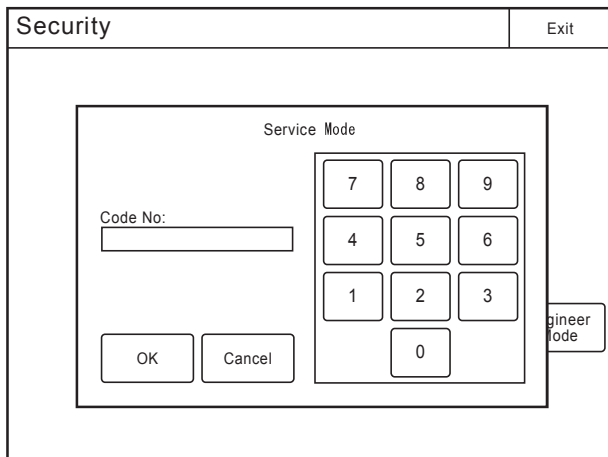 Security
Exit
Service Mode
7 8 9
Code No:
4 5 6
1 2 3
gineer
ode
OK
Cancel
0